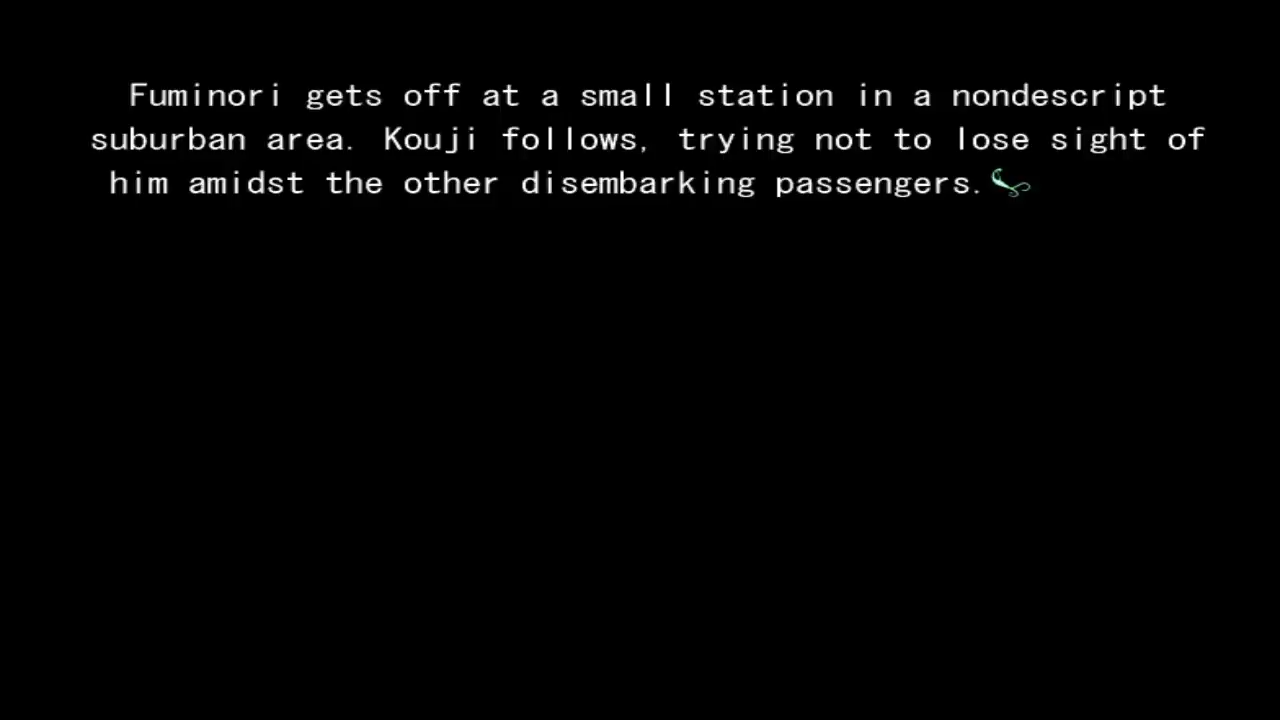 Fuminori gets off at a small station in a nondescript
suburban area. Kouji follows, trying not to lose sight of
him amidst the other disembarking passengers.